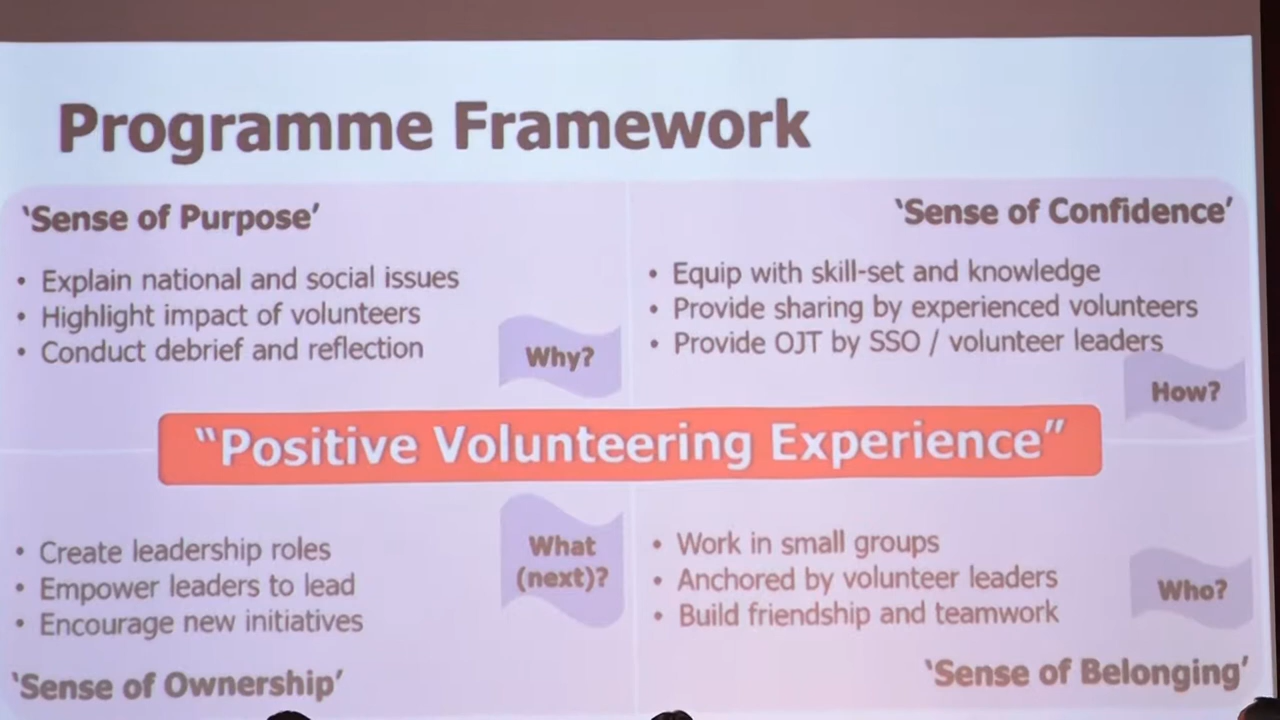 Programme Framework
‘Sense of Purpose’
• Explain national and social issues
• Highlight impact of volunteers
• Conduct debrief and reflection
Why?
‘Sense of Confidence’
• Equip with skill-set and knowledge
• Provide sharing by experienced volunteers
• Provide OJT by SSO / volunteer leaders
How?
“Positive Volunteering Experience”
• Create leadership roles
• Empower leaders to lead
• Encourage new initiatives
What
(next)?
‘Sense of Ownership’
• Work in small groups
• Anchored by volunteer leaders
• Build friendship and teamwork
Who?
‘Sense of Belonging’